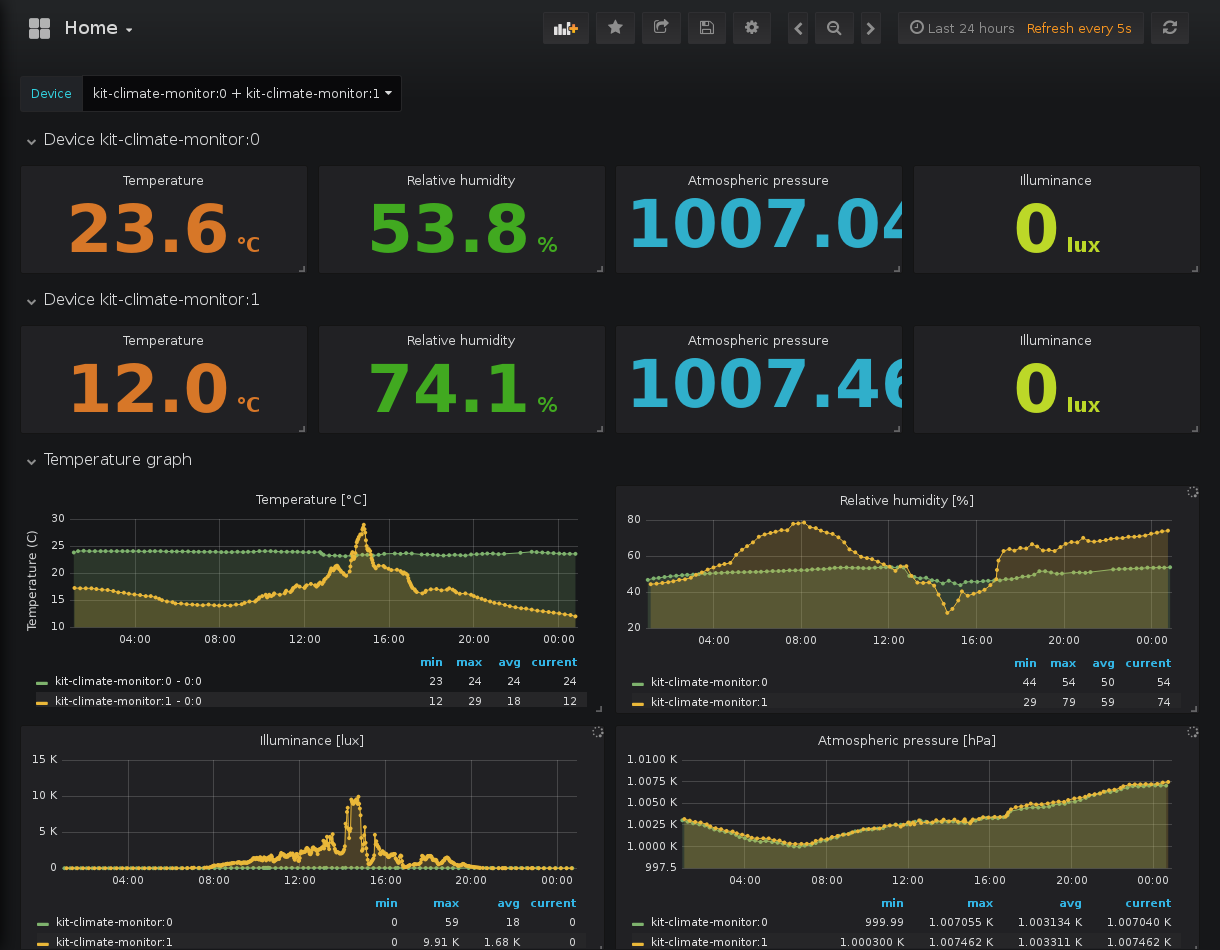 Home
Last 24 hours Refresh every 5s
Device kit-climate-monitor:0 + kit-climate-monitor:1
Device kit-climate-monitor:0
Temperature Relative humidity Atmospheric pressure Illuminance
23.6 °C 53.8 % 1007.04 0 lux
Device kit-climate-monitor:1
Temperature Relative humidity Atmospheric pressure Illuminance
12.0 °C 74.1 % 1007.46 0 lux
Temperature graph
Temperature [°C]
Temperature (C)
30
25
20
15
10
04:00 08:00 12:00 16:00 20:00 00:00
min max avg current
kit-climate-monitor:0 - 0:0 23 24 24 24
kit-climate-monitor:1 - 0:0 12 29 18 12
Relative humidity [%]
80
60
40
20
04:00 08:00 12:00 16:00 20:00 00:00
min max avg current
kit-climate-monitor:0 44 54 50 54
kit-climate-monitor:1 29 79 59 74
Illuminance [lux]
15 K
10 K
5 K
0
04:00 08:00 12:00 16:00 20:00 00:00
min max avg current
kit-climate-monitor:0 0 59 18 0
kit-climate-monitor:1 0 9.91 K 1.68 K 0
Atmospheric pressure [hPa]
1.0100 K
1.0075 K
1.0050 K
1.0025 K
1.0000 K
997.5
04:00 08:00 12:00 16:00 20:00 00:00
min max avg current
kit-climate-monitor:0 999.99 1.007055 K 1.003134 K 1.007040 K
kit-climate-monitor:1 1.000300 K 1.007462 K 1.003311 K 1.007462 K